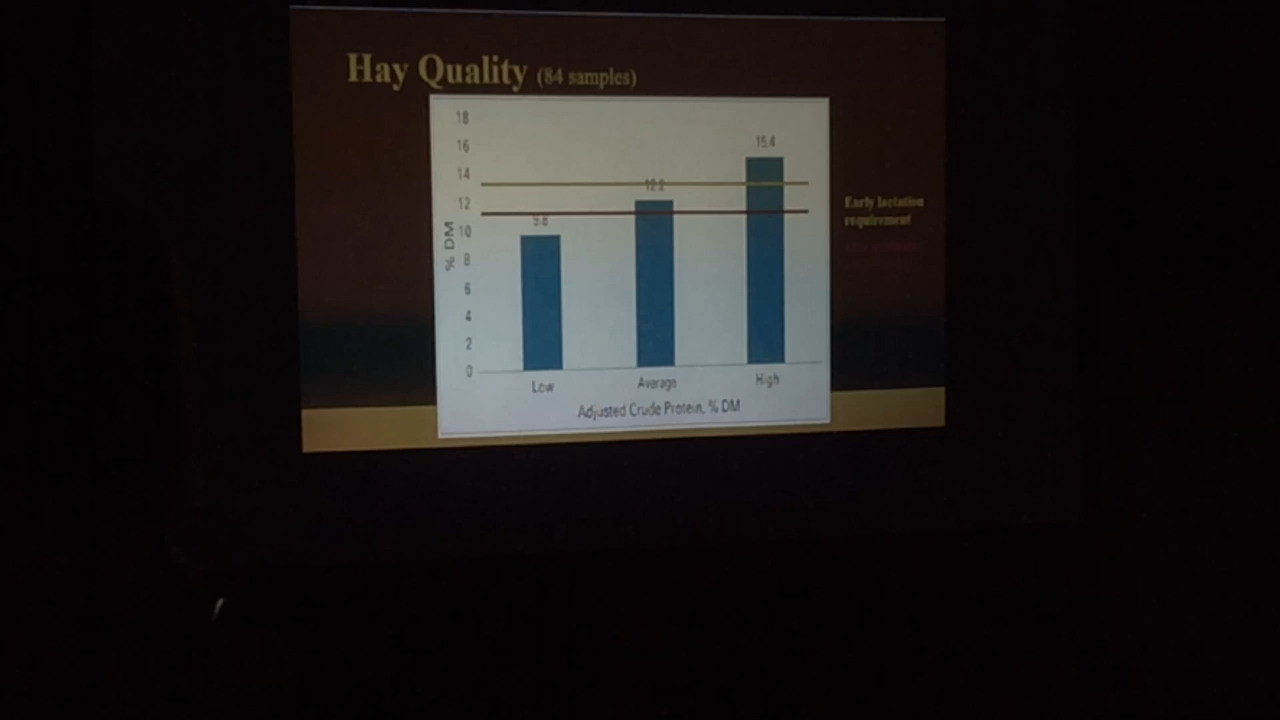 Hay Quality (84 samples)
18
16
14
12
10
8
6
4
2
0
% DM
9.8
12.2
15.4
Low
Average
High
Adjusted Crude Protein, % DM
Early lactation
requirement